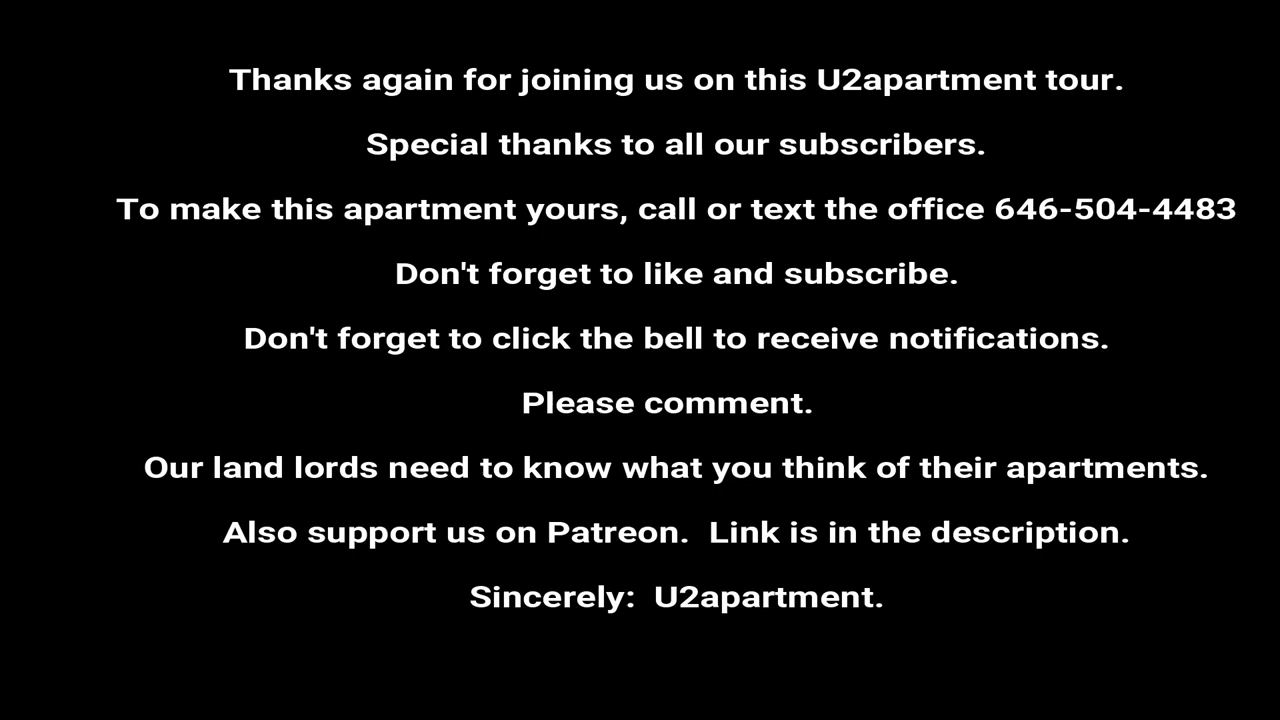 Thanks again for joining us on this U2apartment tour.
Special thanks to all our subscribers.
To make this apartment yours, call or text the office 646-504-4483
Don't forget to like and subscribe.
Don't forget to click the bell to receive notifications.
Please comment.
Our land lords need to know what you think of their apartments.
Also support us on Patreon.  Link is in the description.
Sincerely:  U2apartment.